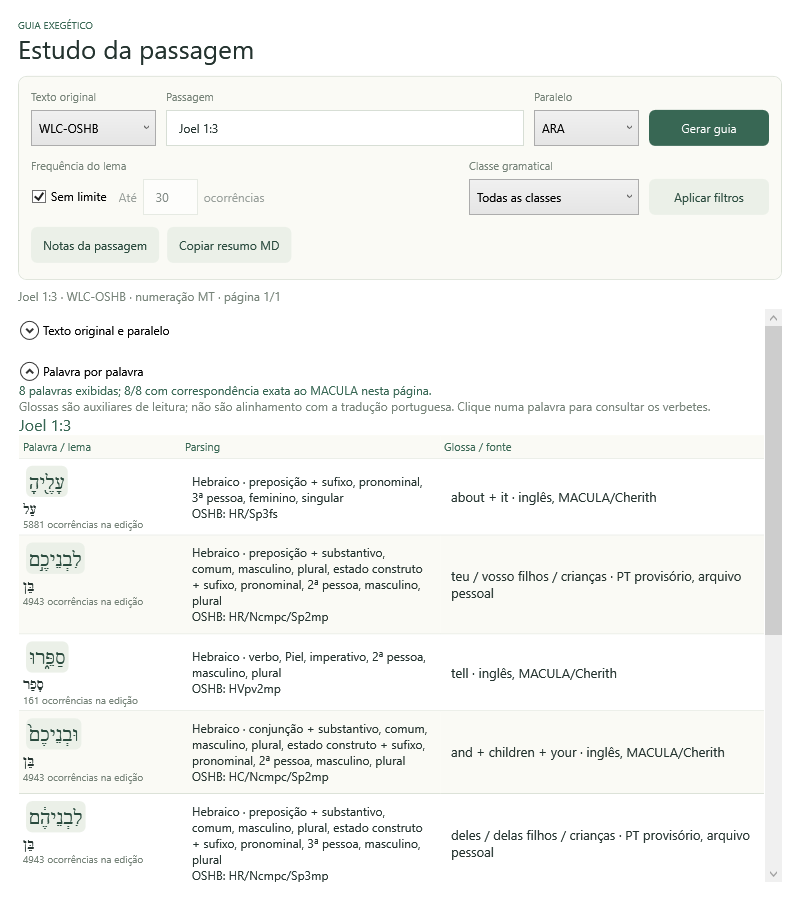 GUIA EXEGÉTICO
Estudo da passagem
Texto original
Passagem
Paralelo
WLC-OSHB
Joel 1:3
ARA
Gerar guia
Frequência do lema
Classe gramatical
Sem limite
Até
30
ocorrências
Todas as classes
Aplicar filtros
Notas da passagem
Copiar resumo MD
Joel 1:3 · WLC-OSHB · numeração MT · página 1/1
Texto original e paralelo
Palavra por palavra
8 palavras exibidas; 8/8 com correspondência exata ao MACULA nesta página.
Glossas são auxiliares de leitura; não são alinhamento com a tradução portuguesa. Clique numa palavra para consultar os verbetes.
Joel 1:3
Palavra / lema
Parsing
Glossa / fonte
עָלֶ֖יהָ
עַל
5881 ocorrências na edição
Hebraico · preposição + sufixo, pronominal,
3ª pessoa, feminino, singular
OSHB: HR/Sp3fs
about + it · inglês, MACULA/Cherith
לִבְנֵיכֶ֣ם
בֵּן
4943 ocorrências na edição
Hebraico · preposição + substantivo,
comum, masculino, plural, estado construto
+ sufixo, pronominal, 2ª pessoa, masculino,
plural
OSHB: HR/Ncmpc/Sp2mp
teu / vosso filhos / crianças · PT provisório, arquivo
pessoal
סַפֵּ֑רוּ
סָפַר
161 ocorrências na edição
Hebraico · verbo, Piel, imperativo, 2ª pessoa,
masculino, plural
OSHB: HVpv2mp
tell · inglês, MACULA/Cherith
וּבְנֵיכֶם֙
בֵּן
4943 ocorrências na edição
Hebraico · conjunção + substantivo, comum,
masculino, plural, estado construto + sufixo,
pronominal, 2ª pessoa, masculino, plural
OSHB: HC/Ncmpc/Sp2mp
and + children + your · inglês, MACULA/Cherith
לִבְנֵיהֶ֔ם
בֵּן
4943 ocorrências na edição
Hebraico · preposição + substantivo,
comum, masculino, plural, estado construto
+ sufixo, pronominal, 3ª pessoa, masculino,
plural
OSHB: HR/Ncmpc/Sp3mp
deles / delas filhos / crianças · PT provisório, arquivo
pessoal